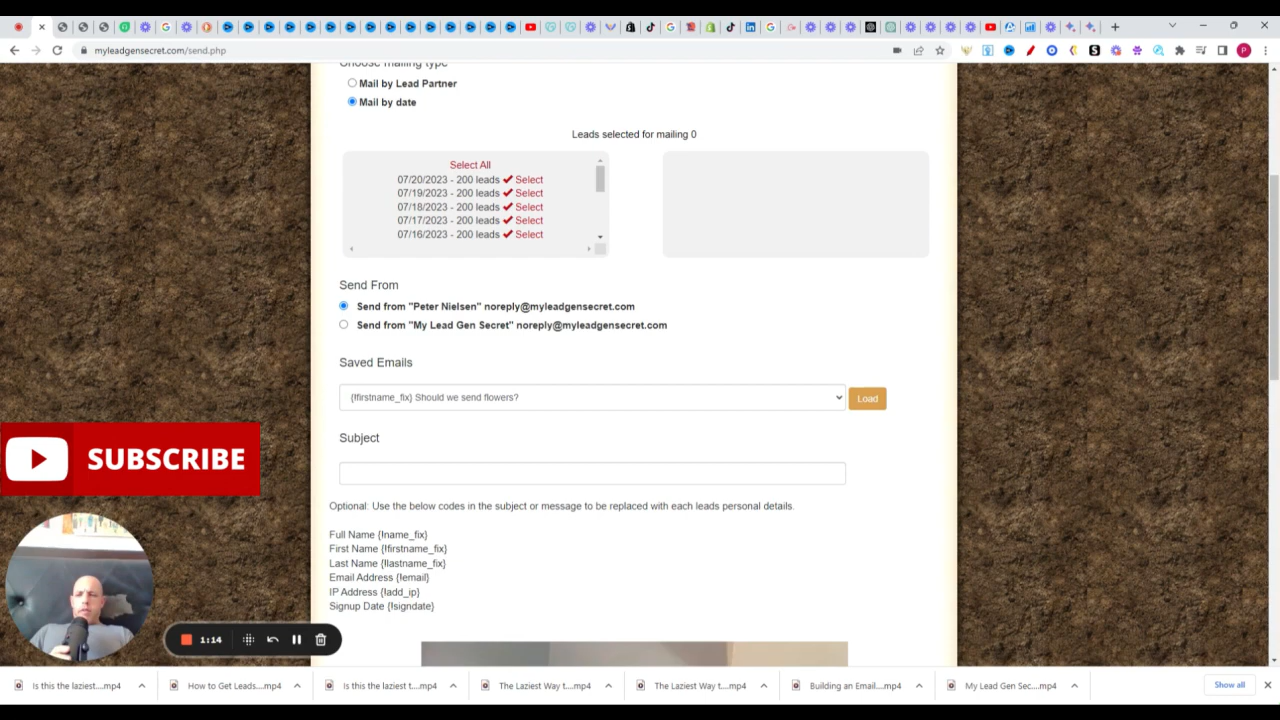 myleadgensecret.com/send.php
Choose mailing type
Mail by Lead Partner
Mail by date
Leads selected for mailing 0
Select All
07/20/2023 - 200 leads ✔ Select
07/19/2023 - 200 leads ✔ Select
07/18/2023 - 200 leads ✔ Select
07/17/2023 - 200 leads ✔ Select
07/16/2023 - 200 leads ✔ Select
Send From
Send from "Peter Nielsen" noreply@myleadgensecret.com
Send from "My Lead Gen Secret" noreply@myleadgensecret.com
Saved Emails
{!firstname_fix} Should we send flowers?
Load
Subject
SUBSCRIBE
Optional: Use the below codes in the subject or message to be replaced with each leads personal details.
Full Name {!name_fix}
First Name {!firstname_fix}
Last Name {!lastname_fix}
Email Address {!email}
IP Address {!add_ip}
Signup Date {!signdate}
1:14
Is this the laziest....mp4
How to Get Leads....mp4
Is this the laziest t....mp4
The Laziest Way t....mp4
The Laziest Way t....mp4
Building an Email....mp4
My Lead Gen Sec....mp4
Show all